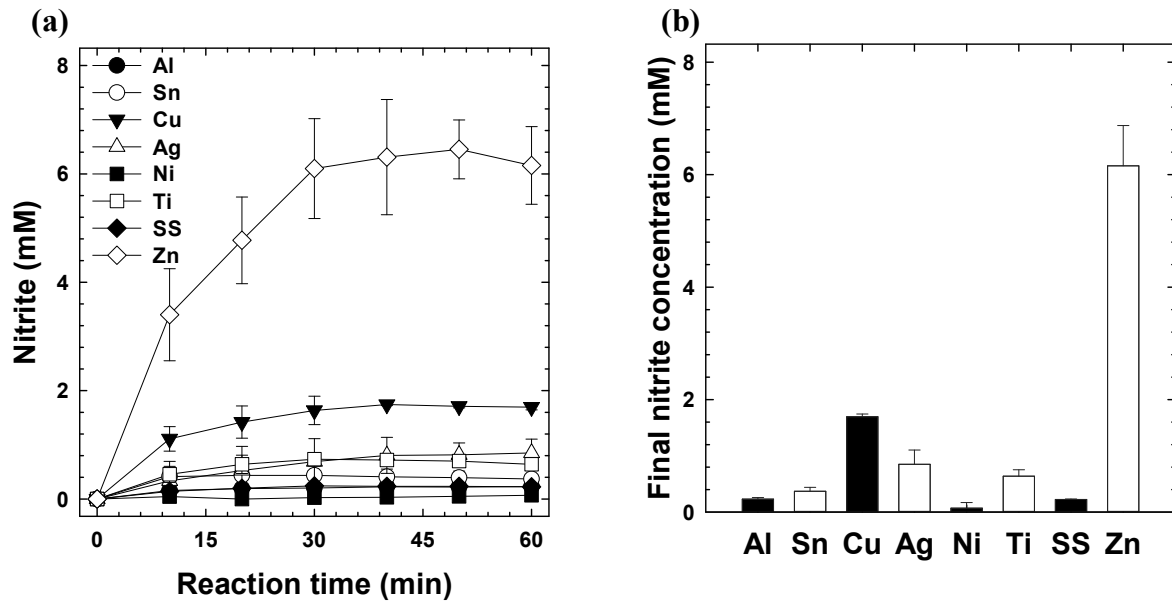 (a)
Nitrite (mM)
8
6
4
2
0
Al
Sn
Cu
Ag
Ni
Ti
SS
Zn
0 15 30 45 60
Reaction time (min)
(b)
Final nitrite concentration (mM)
8
6
4
2
0
Al Sn Cu Ag Ni Ti SS Zn